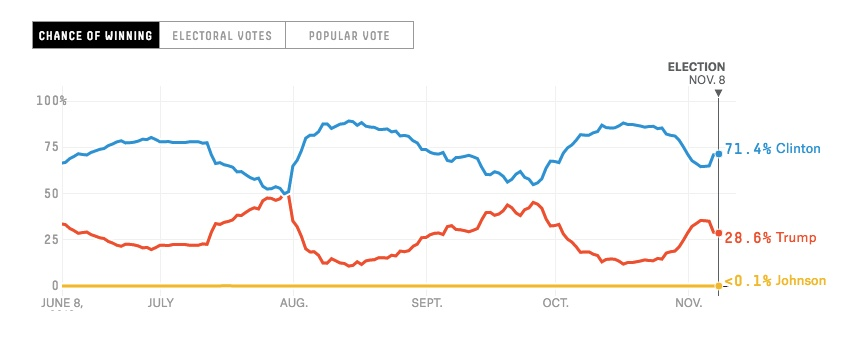 CHANCE OF WINNING
ELECTORAL VOTES
POPULAR VOTE
ELECTION
NOV. 8
100%
75
50
25
0
71.4% Clinton
28.6% Trump
<0.1% Johnson
JUNE 8,
JULY
AUG.
SEPT.
OCT.
NOV.